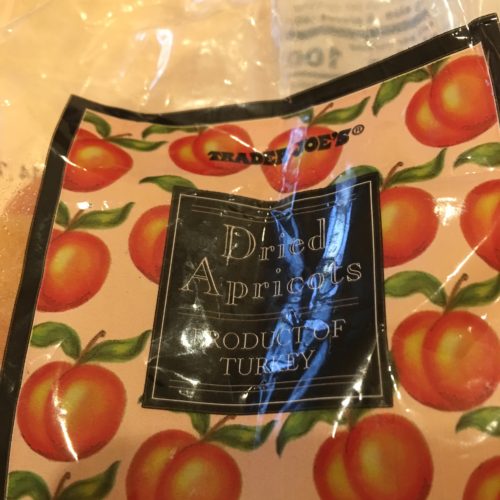 TRADER JOE'S®
Dried
Apricots
PRODUCT OF
TURKEY